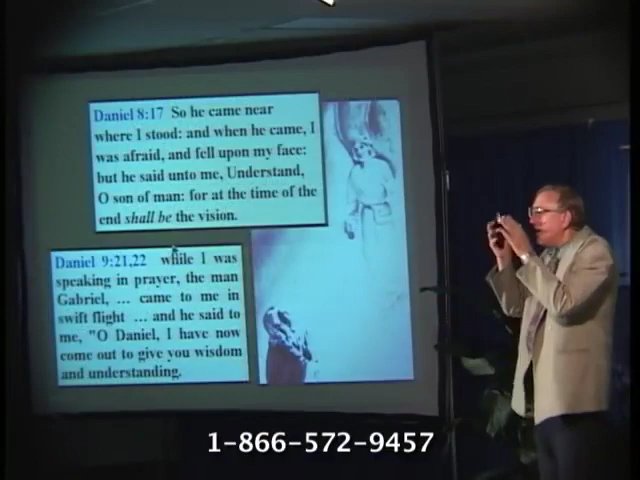 Daniel 8:17 So he came near
where I stood: and when he came, I
was afraid, and fell upon my face:
but he said unto me, Understand,
O son of man: for at the time of the
end shall be the vision.
Daniel 9:21,22 while I was
speaking in prayer, the man
Gabriel, ... came to me in
swift flight ... and he said to
me, "O Daniel, I have now
come out to give you wisdom
and understanding.
1-866-572-9457